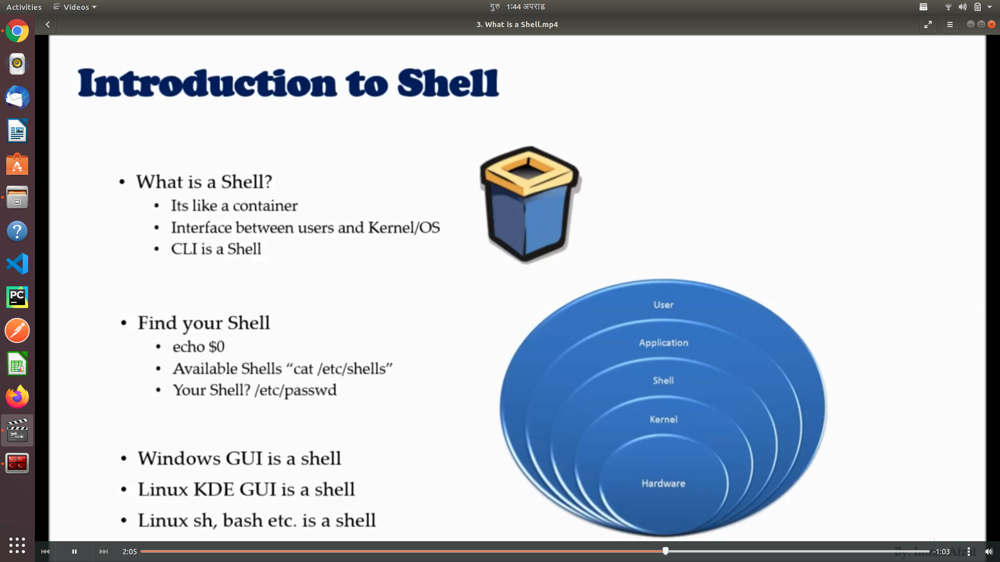 Activities
Videos
गुरु 1:44 अपराह्न
3. What is a Shell.mp4
Introduction to Shell
• What is a Shell?
• Its like a container
• Interface between users and Kernel/OS
• CLI is a Shell
• Find your Shell
• echo $0
• Available Shells “cat /etc/shells”
• Your Shell? /etc/passwd
• Windows GUI is a shell
• Linux KDE GUI is a shell
• Linux sh, bash etc. is a shell
User
Application
Shell
Kernel
Hardware
PC
2:05
-1:03
By: